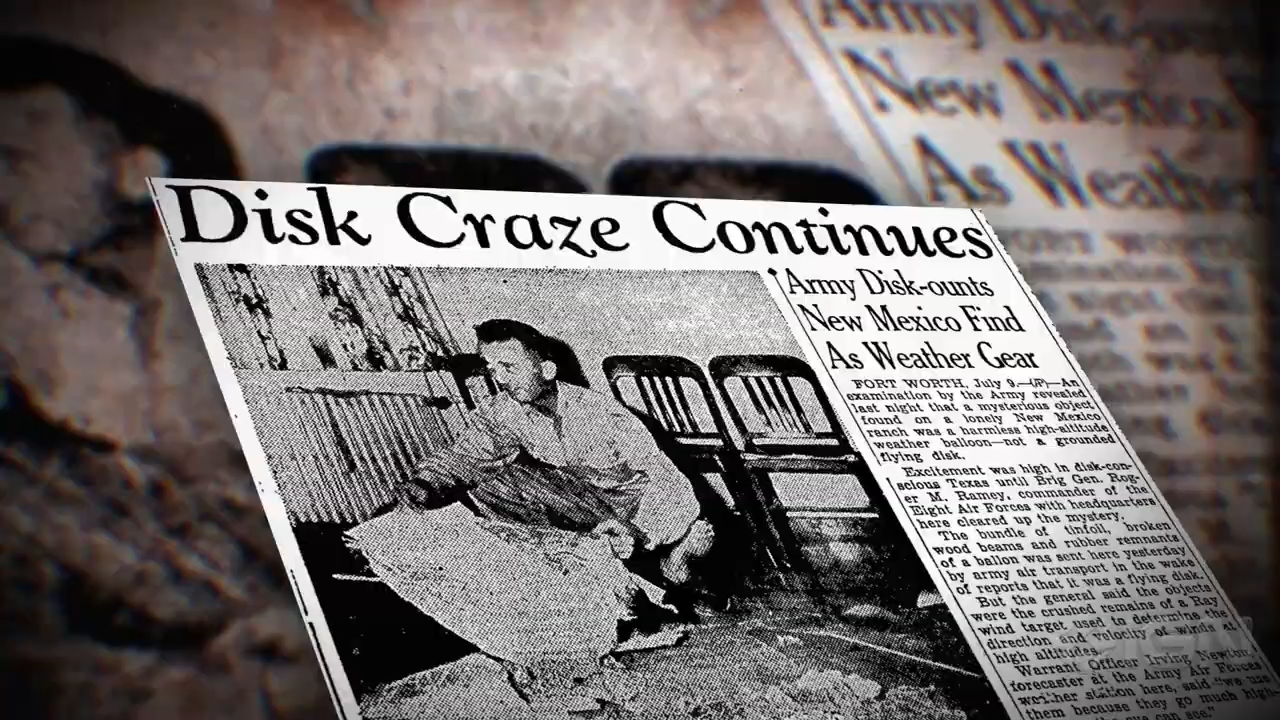 Disk Craze Continues
'Army Disk-ounts
New Mexico Find
As Weather Gear
FORT WORTH, July 9.—(AP)—An
examination by the Army revealed
last night that a mysterious object
found on a lonely New Mexico
ranch was a harmless high-altitude
weather balloon—not a grounded
flying disk.
Excitement was high in disk-con-
scious Texas until Brig Gen. Rog-
er M. Ramey, commander of the
Eight Air Forces with headquarters
here cleared up the mystery.
The bundle of tinfoil, broken
wood beams and rubber remnants
of a ballon was sent here yesterday
by army air transport in the wake
of reports that it was a flying disk.
But the general said the objects
were the crushed remains of a Ray
wind target used to determine the
direction and velocity of winds at
high altitudes.
Warrant Officer Irving Newton,
forecaster at the Army Air Forces
weather station here, said "we use
them because they go much high-
Army Disk-
New Mexico
As Weather
FORT WORTH